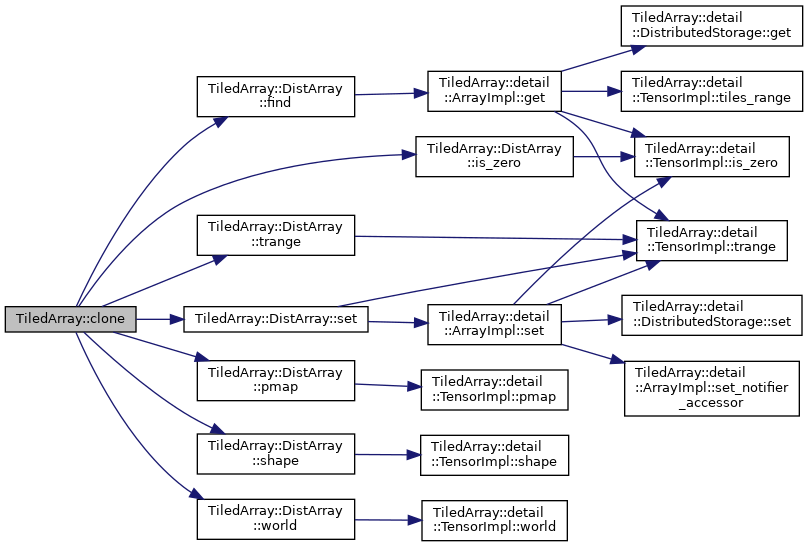 TiledArray::clone
TiledArray::DistArray
::find
TiledArray::DistArray
::is_zero
TiledArray::DistArray
::trange
TiledArray::DistArray::set
TiledArray::DistArray
::pmap
TiledArray::DistArray
::shape
TiledArray::DistArray
::world
TiledArray::detail
::ArrayImpl::get
TiledArray::detail
::ArrayImpl::set
TiledArray::detail
::TensorImpl::pmap
TiledArray::detail
::TensorImpl::shape
TiledArray::detail
::TensorImpl::world
TiledArray::detail
::DistributedStorage::get
TiledArray::detail
::TensorImpl::tiles_range
TiledArray::detail
::TensorImpl::is_zero
TiledArray::detail
::TensorImpl::trange
TiledArray::detail
::DistributedStorage::set
TiledArray::detail
::ArrayImpl::set_notifier
_accessor